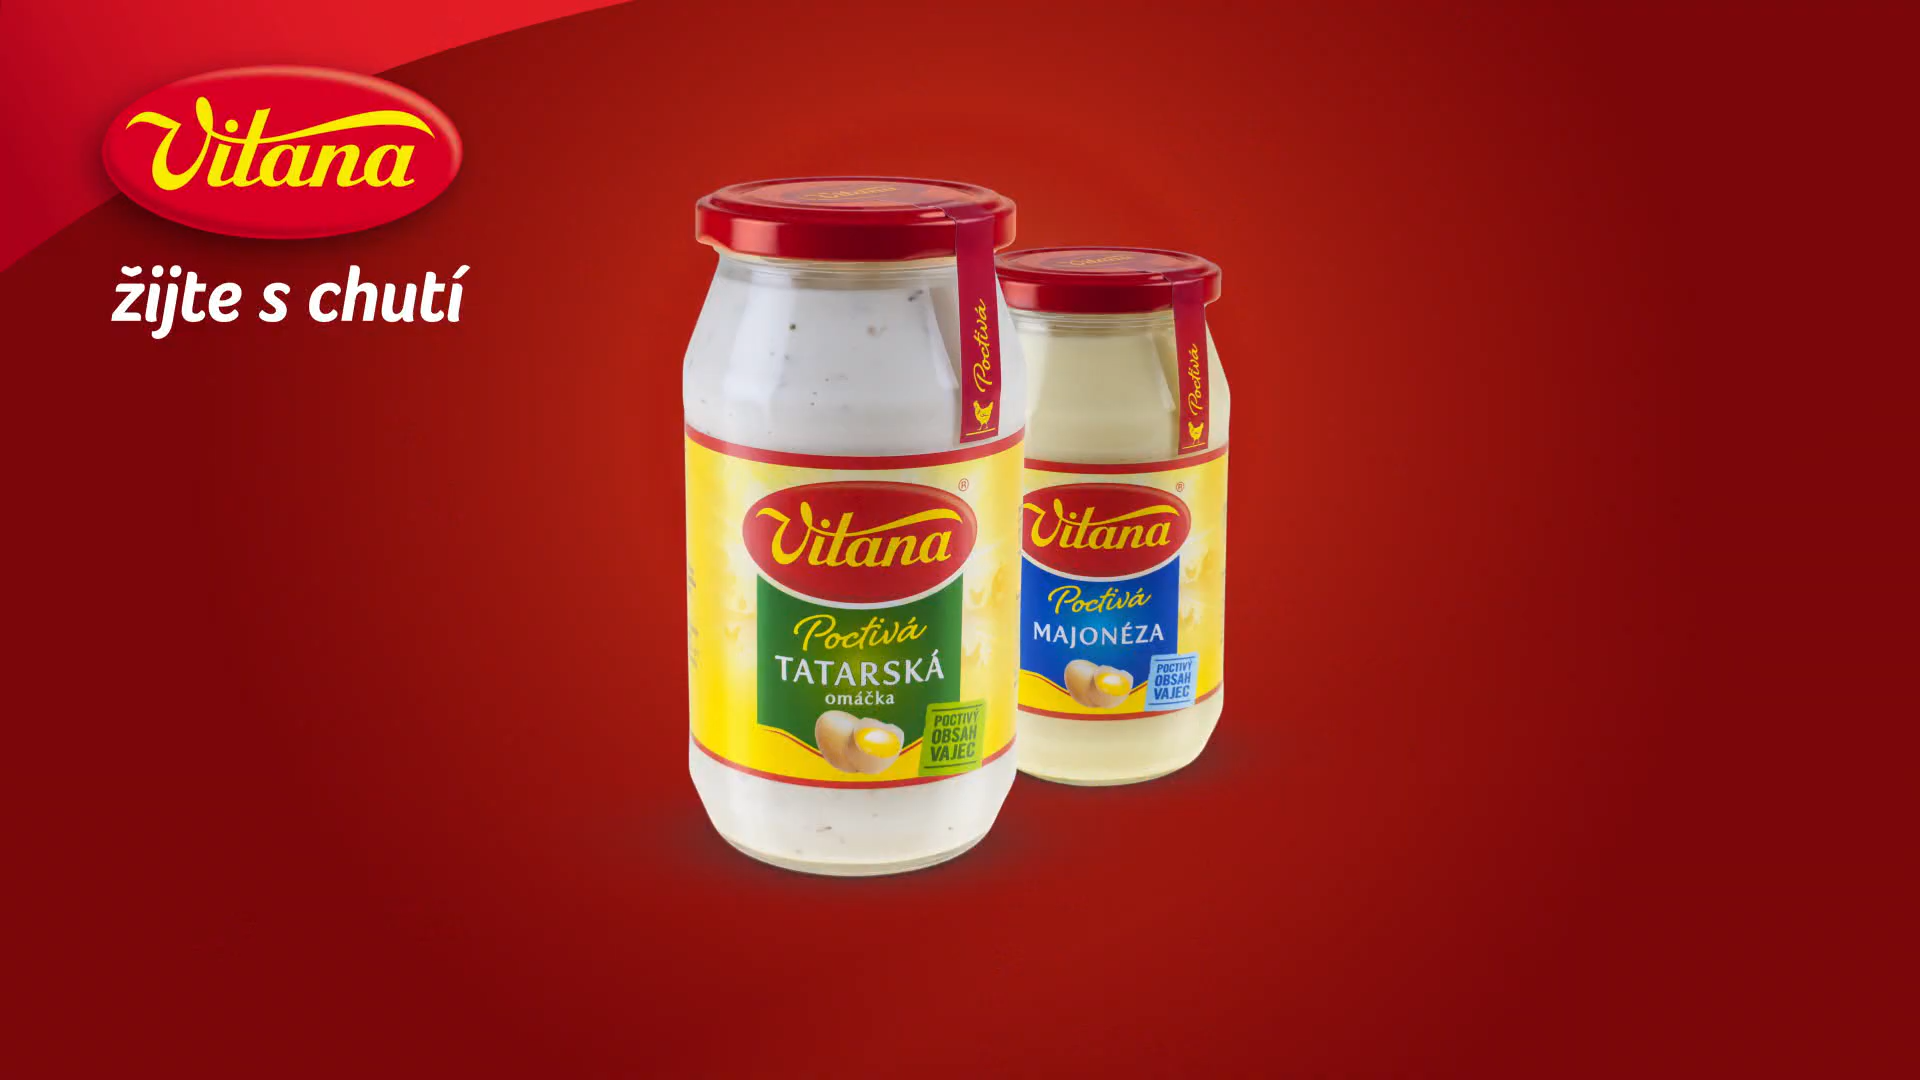 Vitana
žijte s chutí
Poctivá
Vitana
®
Poctivá
TATARSKÁ
omáčka
POCTIVÝ
OBSAH
VAJEC
Poctivá
Vitana
®
Poctivá
MAJONÉZA
POCTIVÝ
OBSAH
VAJEC